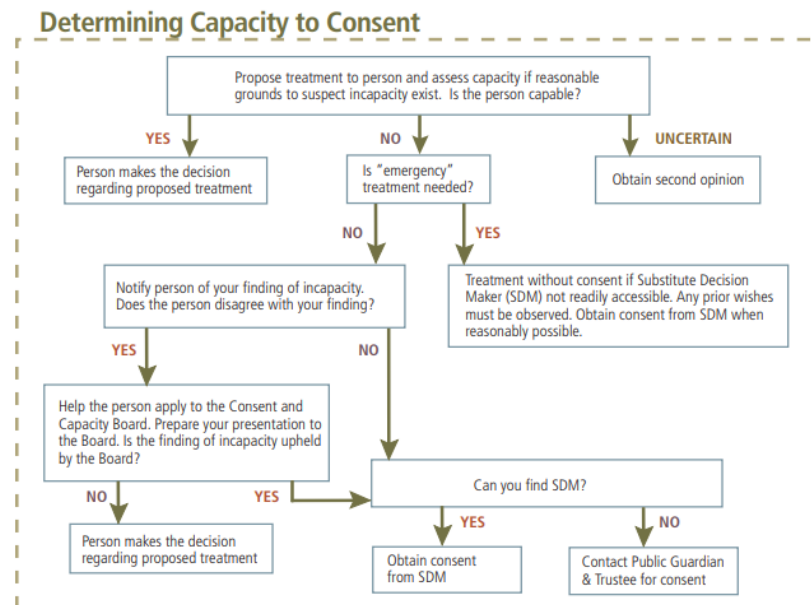 Determining Capacity to Consent
Propose treatment to person and assess capacity if reasonable
grounds to suspect incapacity exist. Is the person capable?
YES
NO
UNCERTAIN
Person makes the decision
regarding proposed treatment
Is “emergency”
treatment needed?
Obtain second opinion
NO
YES
Notify person of your finding of incapacity.
Does the person disagree with your finding?
Treatment without consent if Substitute Decision
Maker (SDM) not readily accessible. Any prior wishes
must be observed. Obtain consent from SDM when
reasonably possible.
YES
NO
Help the person apply to the Consent and
Capacity Board. Prepare your presentation to
the Board. Is the finding of incapacity upheld
by the Board?
Can you find SDM?
NO
YES
YES
NO
Person makes the decision
regarding proposed treatment
Obtain consent
from SDM
Contact Public Guardian
& Trustee for consent